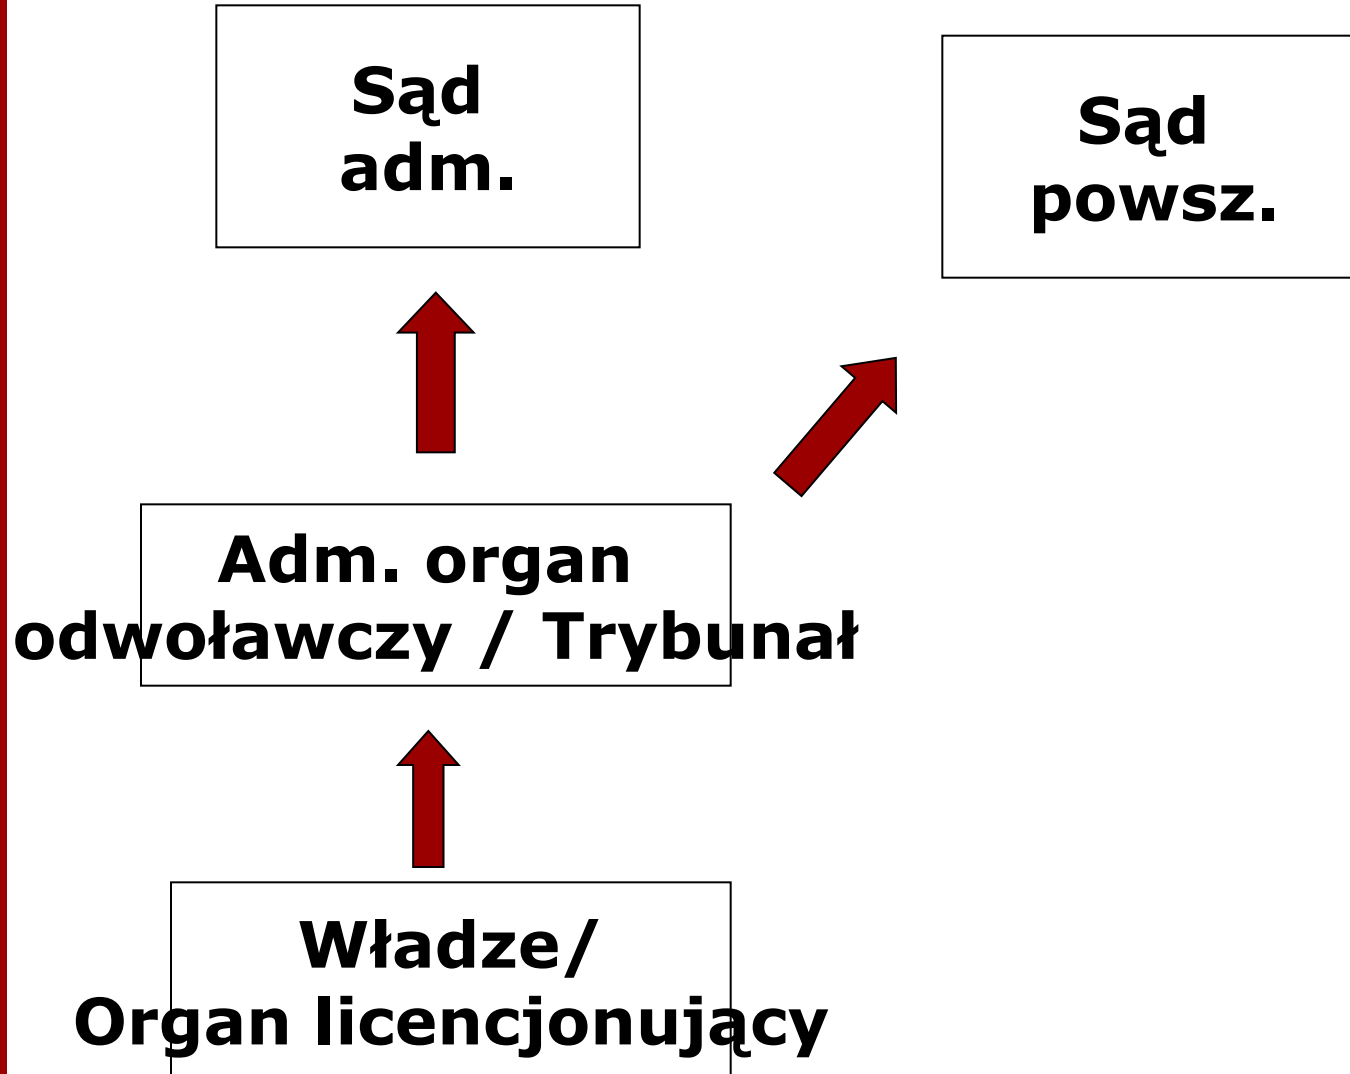 Sąd
adm.
Sąd
powsz.
Adm. organ
odwoławczy / Trybunał
Władze/
Organ licencjonujący